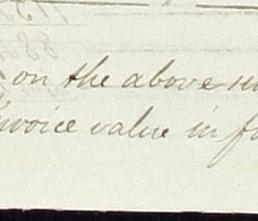 on the above
invoice value in